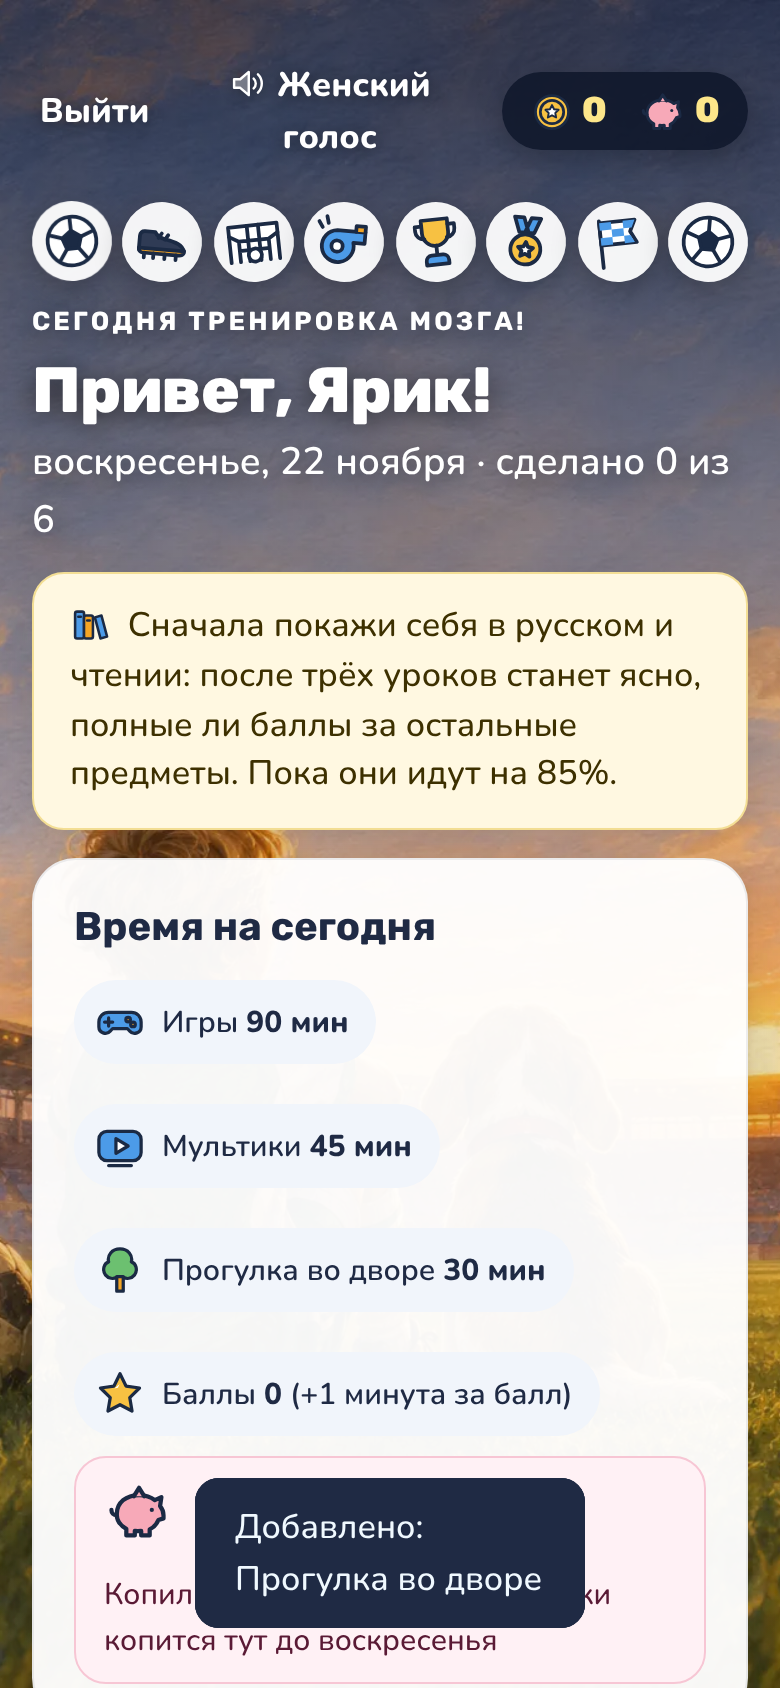 Выйти
Женский
голос
0
0
СЕГОДНЯ ТРЕНИРОВКА МОЗГА!
Привет, Ярик!
воскресенье, 22 ноября · сделано 0 из
6
Сначала покажи себя в русском и
чтении: после трёх уроков станет ясно,
полные ли баллы за остальные
предметы. Пока они идут на 85%.
Время на сегодня
Игры 90 мин
Мультики 45 мин
Прогулка во дворе 30 мин
Баллы 0 (+1 минута за балл)
Добавлено:
Прогулка во дворе
копится тут до воскресенья